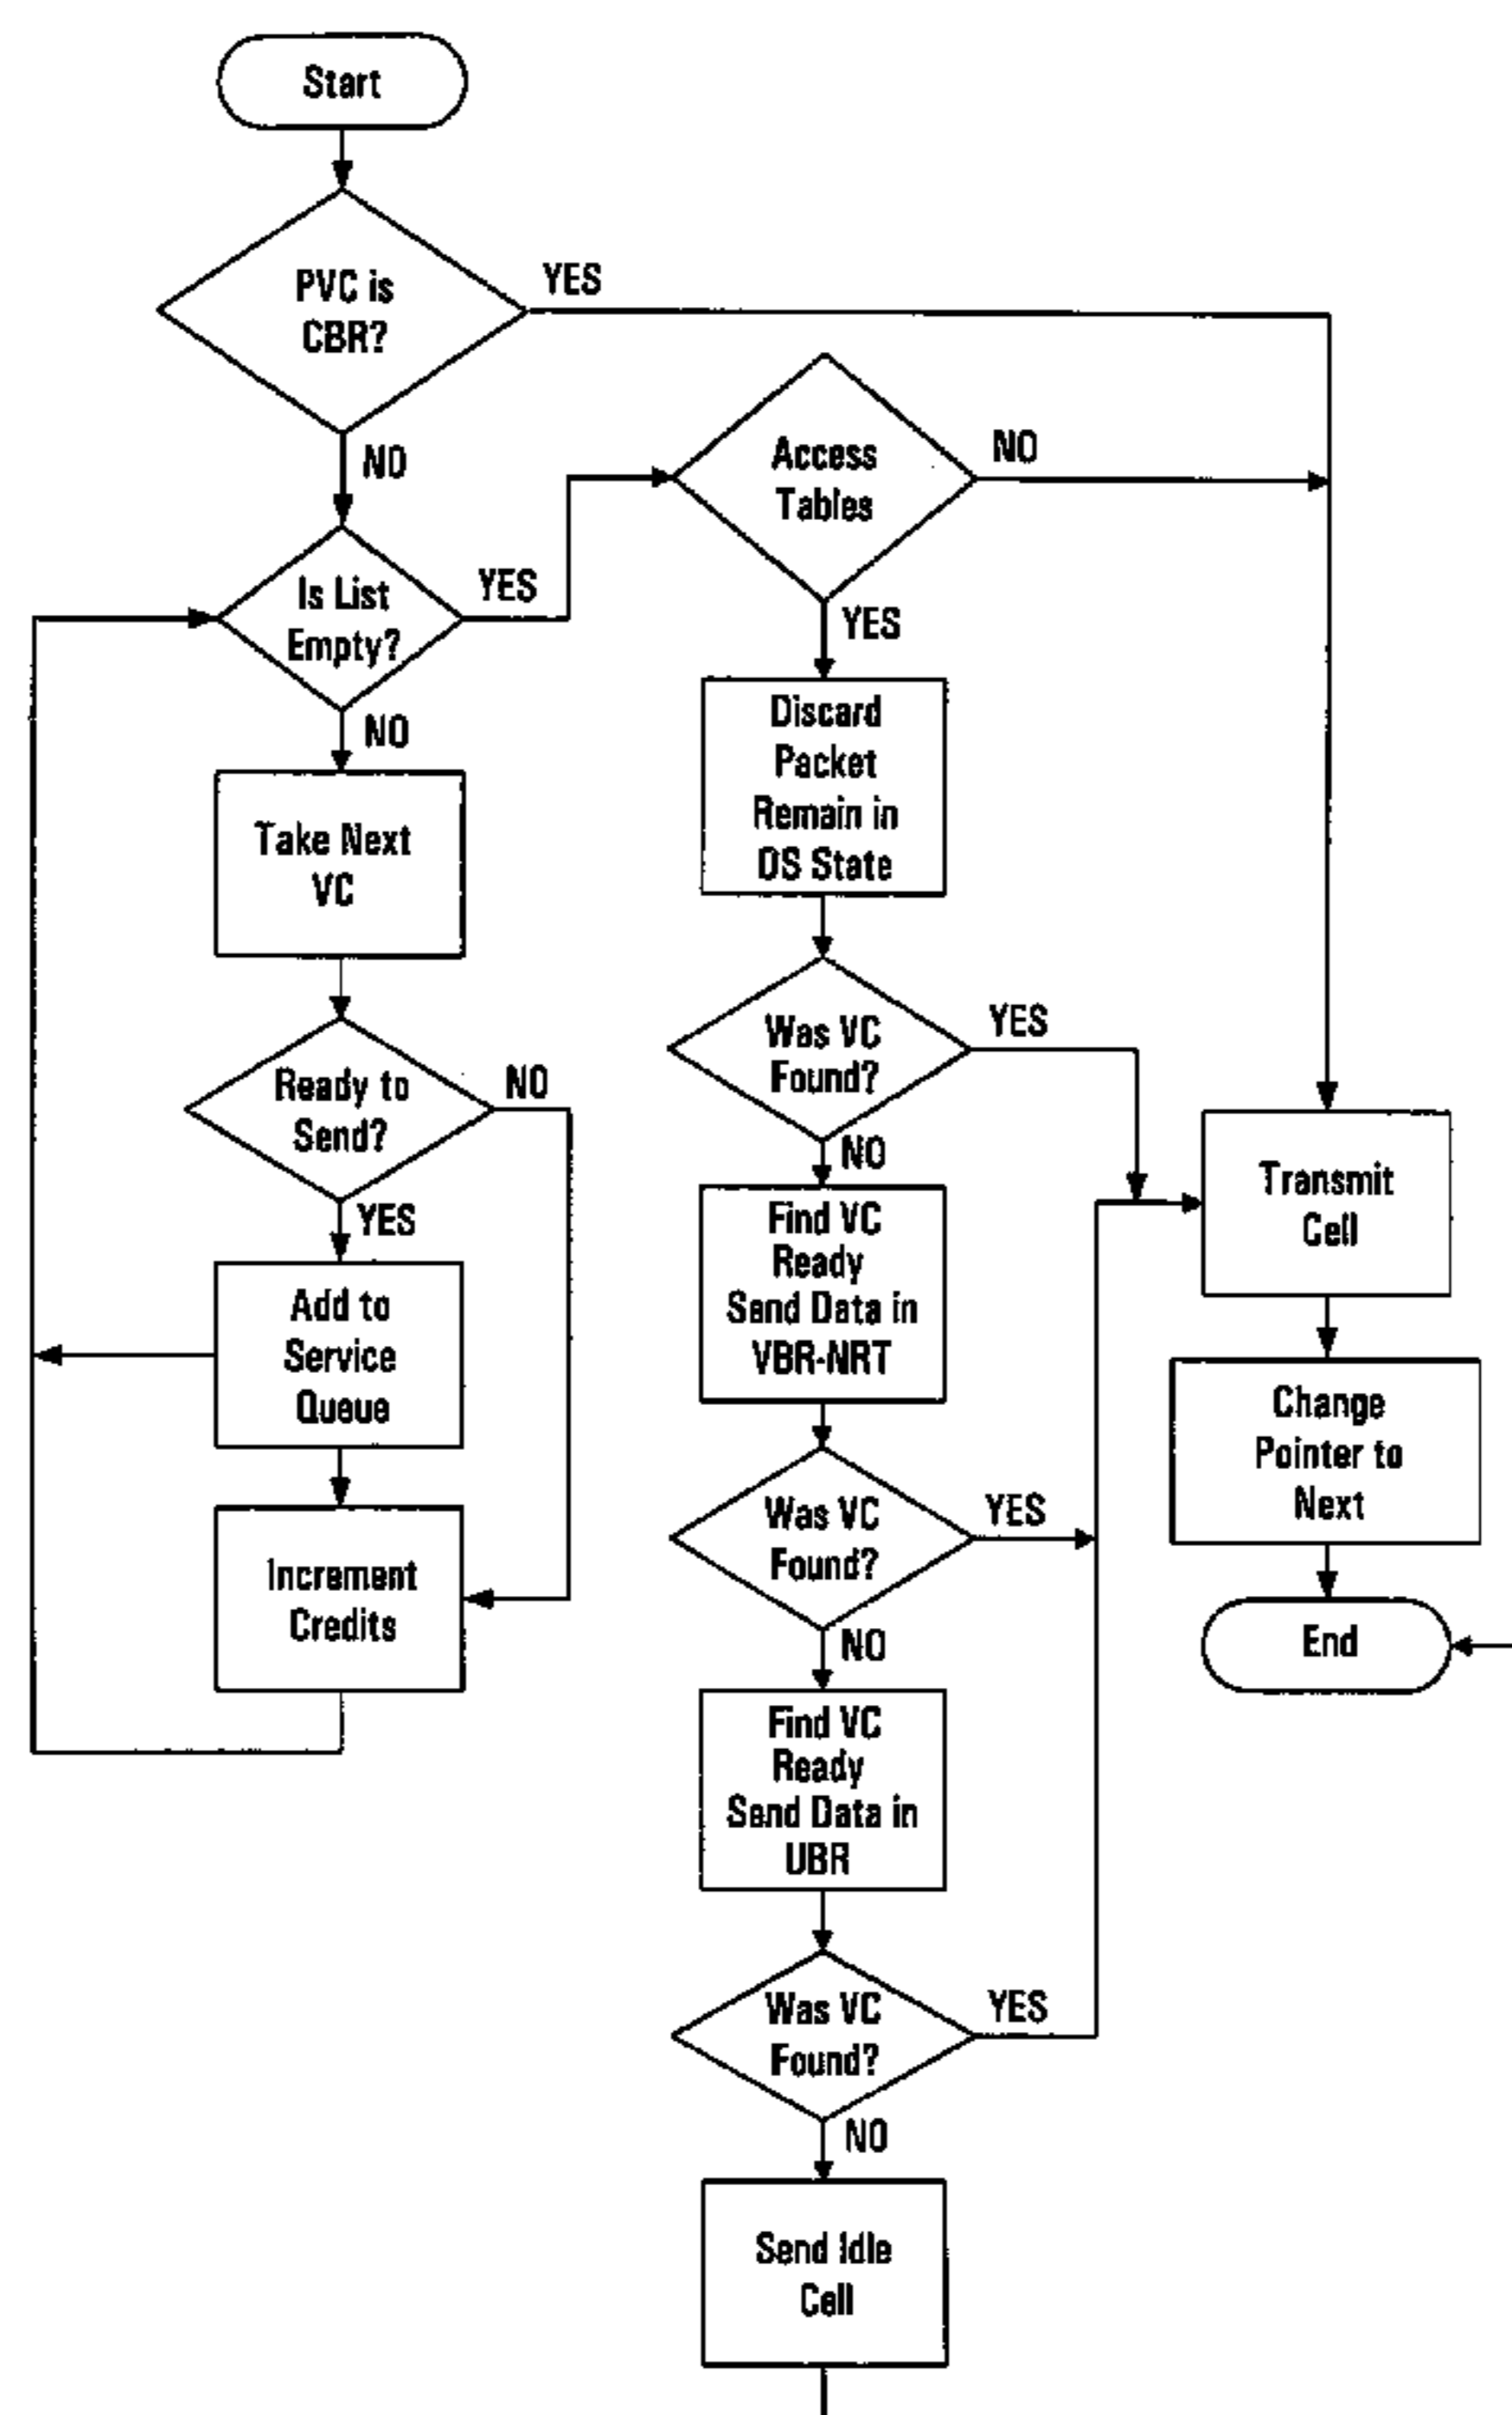 Start
PVC is
CBR?
YES
NO
Is List
Empty?
YES
NO
Take Next
VC
Ready to
Send?
NO
YES
Add to
Service
Queue
Increment
Credits
Access
Tables
NO
YES
Discard
Packet
Remain in
DS State
Was VC
Found?
YES
NO
Find VC
Ready
Send Data in
VBR-NRT
Was VC
Found?
YES
NO
Find VC
Ready
Send Data in
UBR
Was VC
Found?
YES
NO
Send Idle
Cell
Transmit
Cell
Change
Pointer to
Next
End